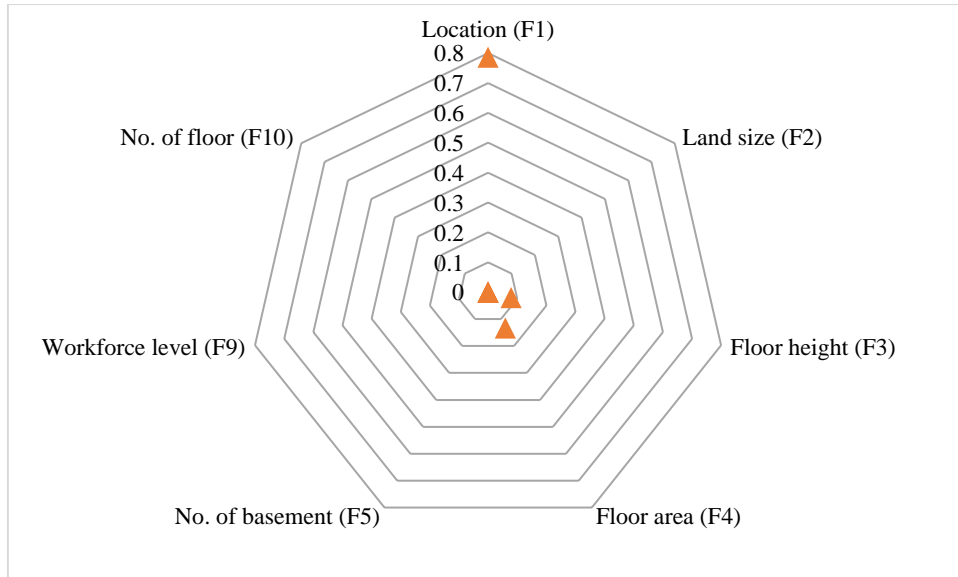 Location (F1)
0.8
0.7
No. of floor (F10)
Land size (F2)
0.6
0.5
0.4
0.3
0.2
0.1
0
Workforce level (F9)
Floor height (F3)
No. of basement (F5)
Floor area (F4)